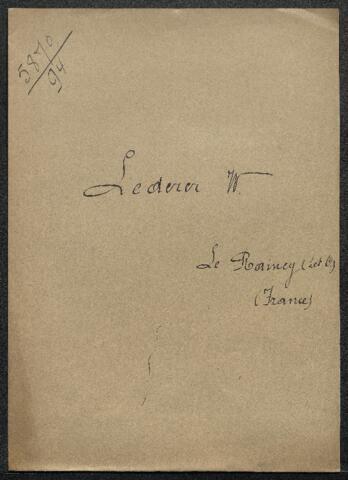 5870/94
Lederer W.
Le Raincy (S et O)
(France)